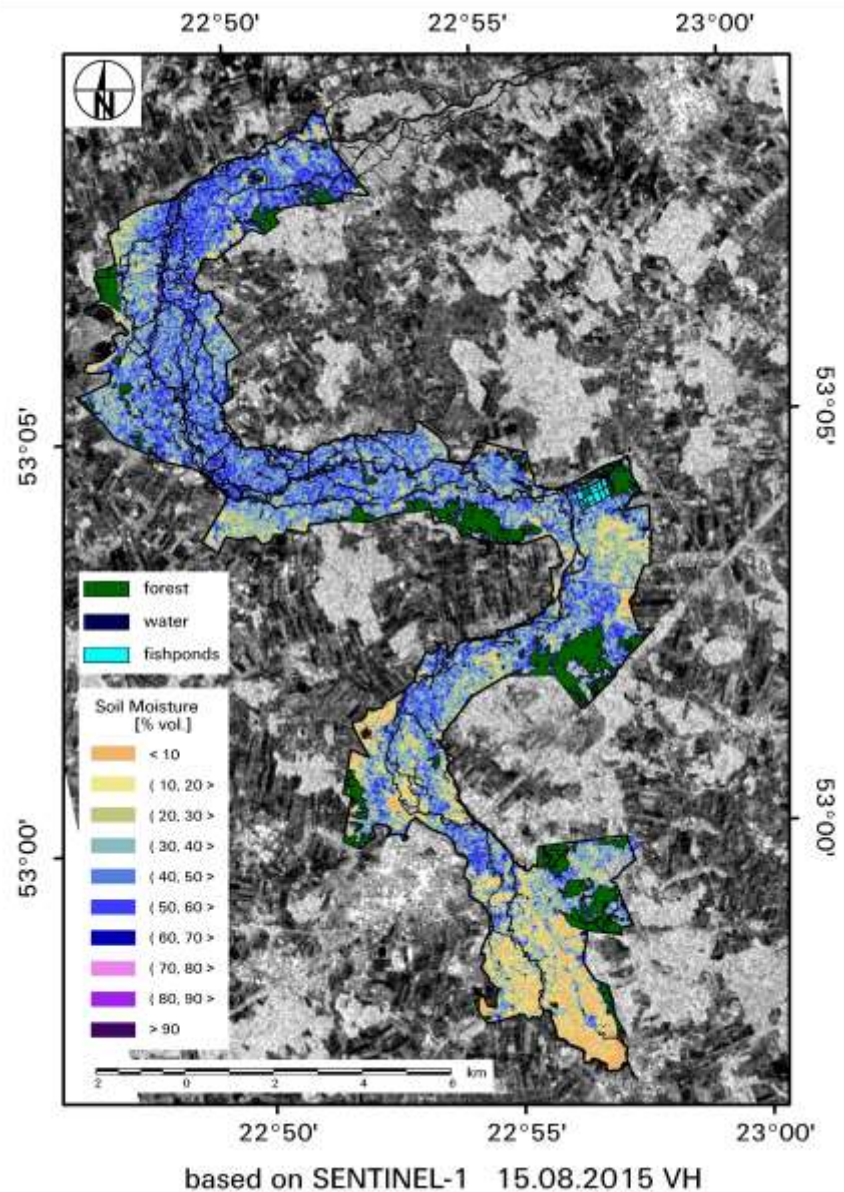 22°50' 22°55' 23°00'
N
53°05' 53°05'
forest
water
fishponds
Soil Moisture
[% vol.]
< 10
( 10, 20 >
( 20, 30 >
( 30, 40 >
( 40, 50 >
( 50, 60 >
( 60, 70 >
( 70, 80 >
( 80, 90 >
> 90
53°00' 53°00'
2 0 2 4 6 km
22°50' 22°55' 23°00'
based on SENTINEL-1 15.08.2015 VH